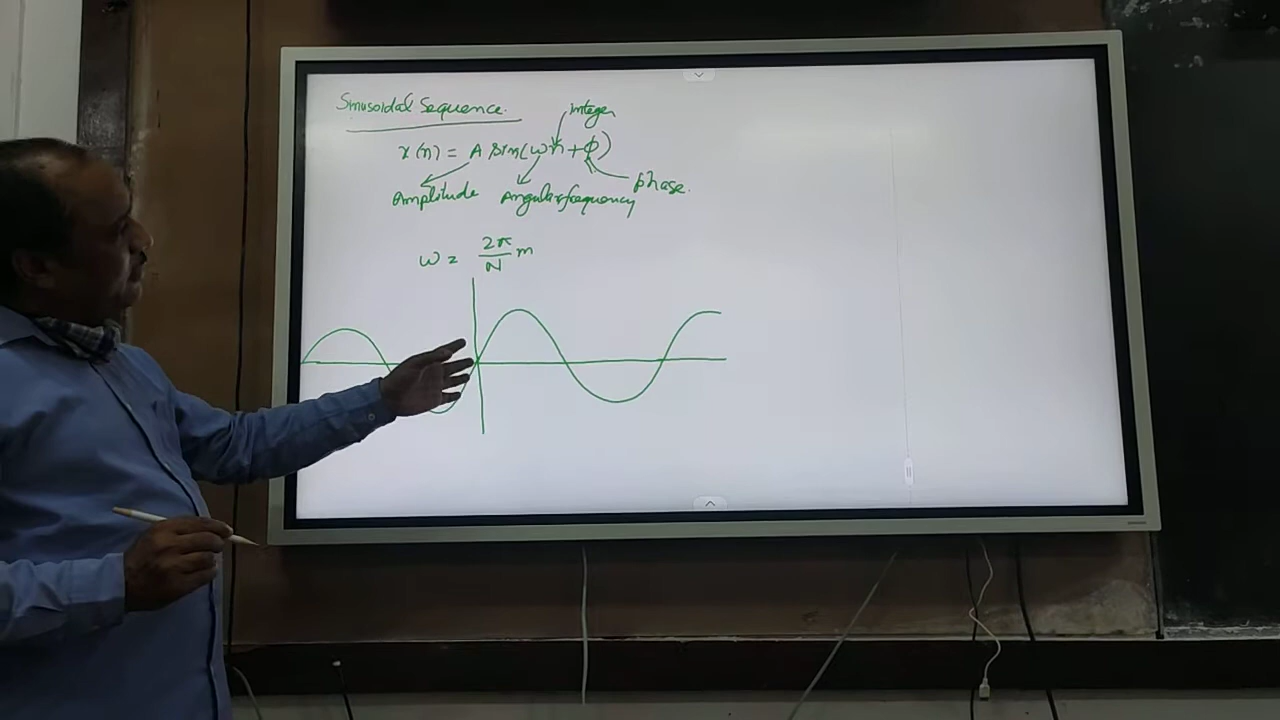 Sinusoidal Sequence.
integer
x(n) = A sin(ωn+φ)
Amplitude Angular frequency phase.
ω = 2π/N m